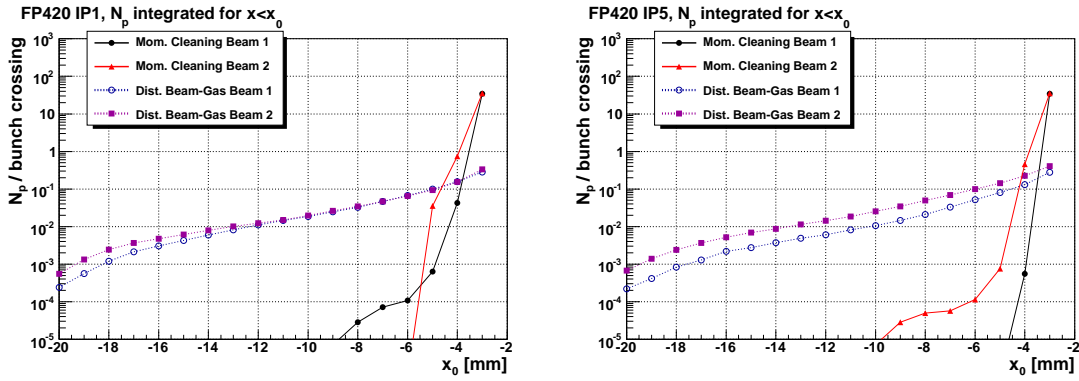 FP420 IP1, Np integrated for x<x0
N_p / bunch crossing
10^3
10^2
10
1
10^-1
10^-2
10^-3
10^-4
10^-5
Mom. Cleaning Beam 1
Mom. Cleaning Beam 2
Dist. Beam-Gas Beam 1
Dist. Beam-Gas Beam 2
-20 -18 -16 -14 -12 -10 -8 -6 -4 -2
x_0 [mm]
FP420 IP5, N_p integrated for x<x_0
N_p / bunch crossing
10^3
10^2
10
1
10^-1
10^-2
10^-3
10^-4
10^-5
Mom. Cleaning Beam 1
Mom. Cleaning Beam 2
Dist. Beam-Gas Beam 1
Dist. Beam-Gas Beam 2
-20 -18 -16 -14 -12 -10 -8 -6 -4 -2
x_0 [mm]